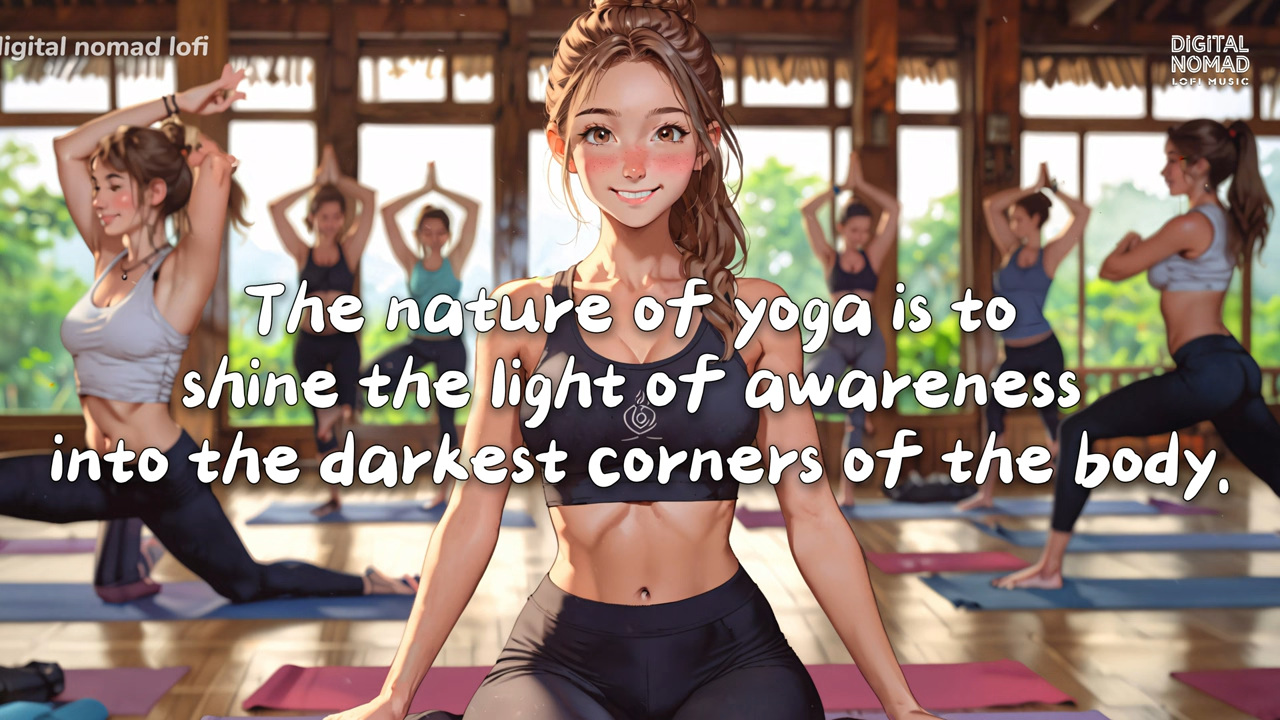 digital nomad lofi
DIGITAL
NOMAD
LOFI MUSIC
The nature of yoga is to
shine the light of awareness
into the darkest corners of the body.